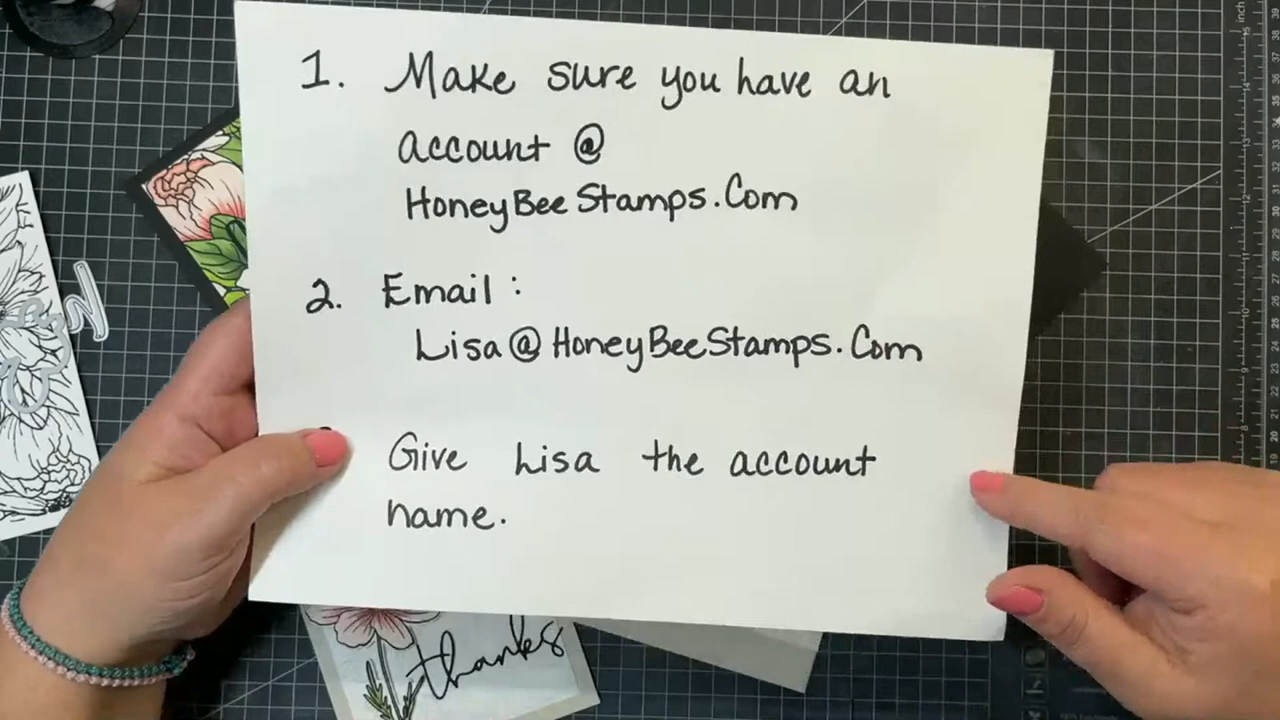 1. Make sure you have an
account @
HoneyBeeStamps.Com
2. Email :
Lisa@HoneyBeeStamps.Com
Give Lisa the account
name.
thanks